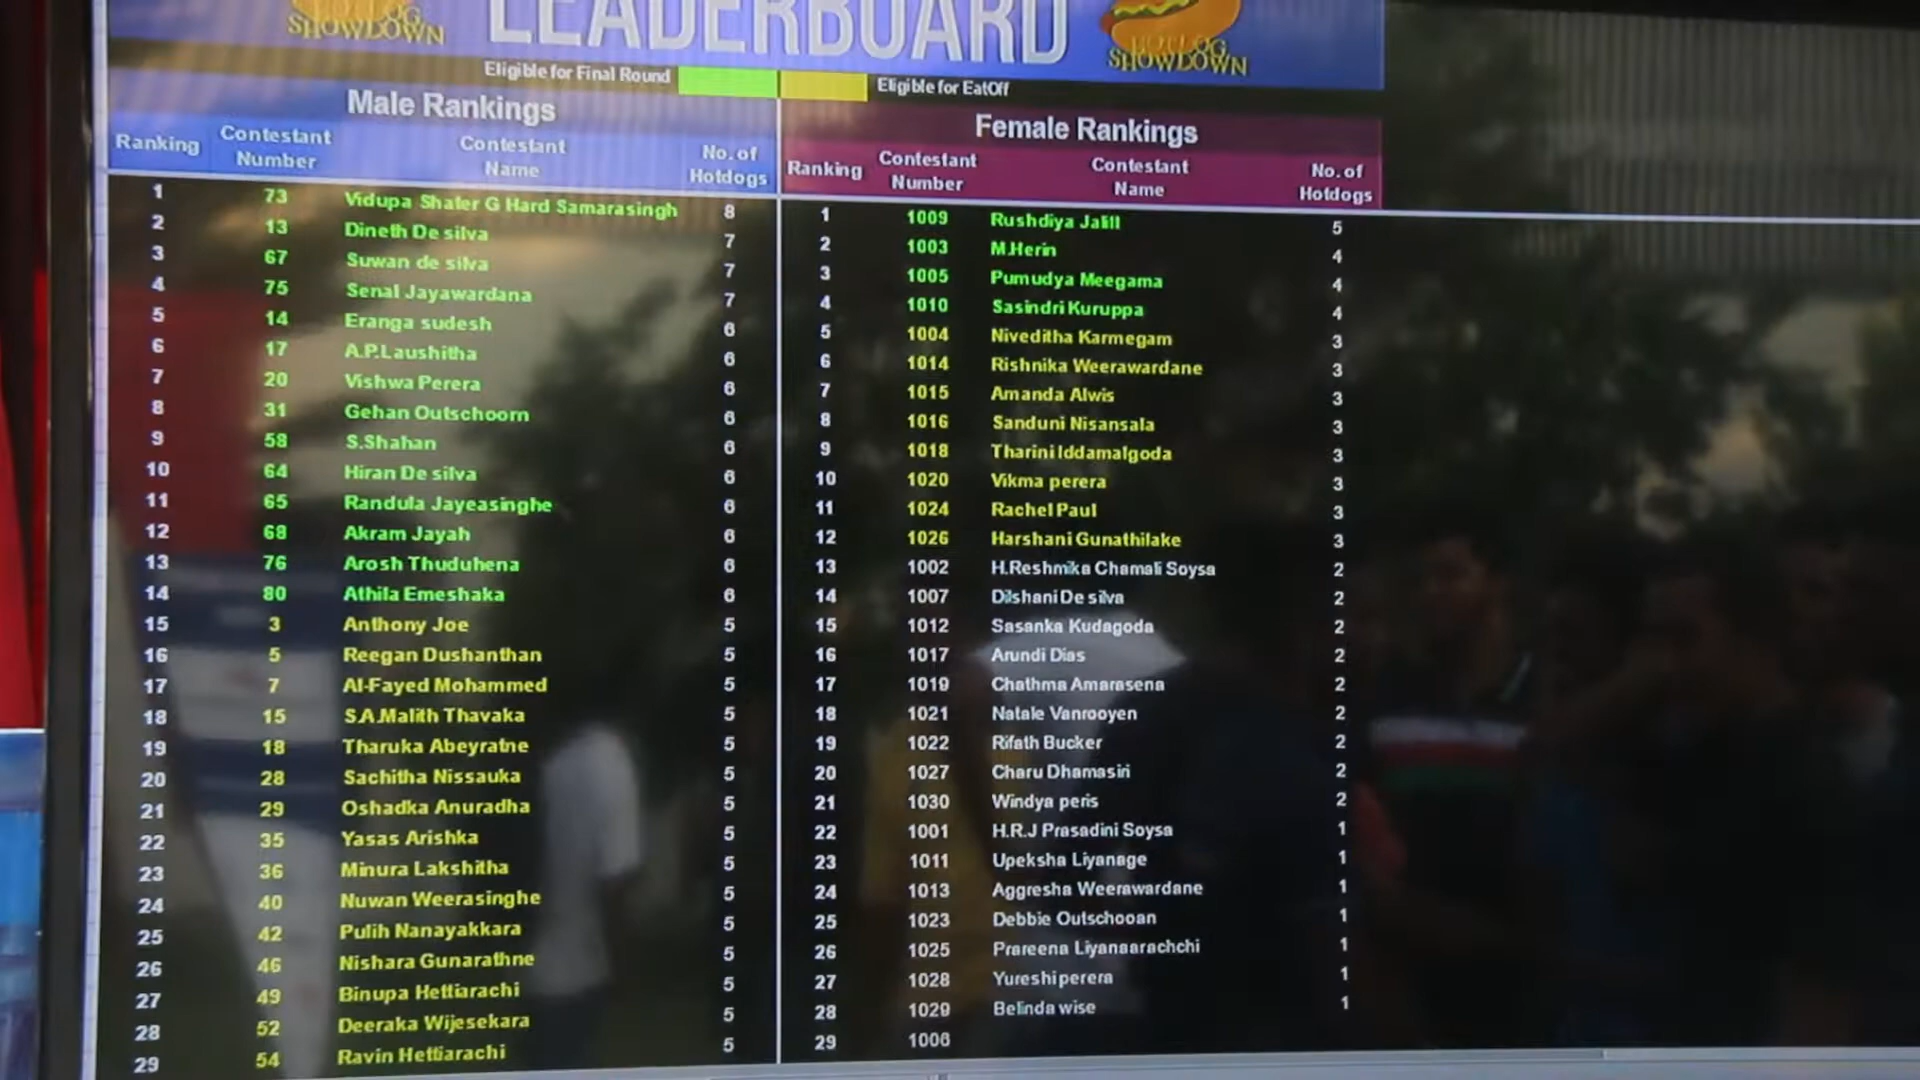 HOTDOG
SHOWDOWN
LEADERBOARD
HOTDOG
SHOWDOWN
Eligible for Final Round
Eligible for EatOff
Male Rankings
Ranking Contestant Number Contestant Name No. of Hotdogs
1 73 Vidupa Shater G Hard Samarasingh 8
2 13 Dineth De silva 7
3 67 Suwan de silva 7
4 75 Senal Jayawardana 7
5 14 Eranga sudesh 6
6 17 A.P.Laushitha 6
7 20 Vishwa Perera 6
8 31 Gehan Outschoorn 6
9 58 S.Shahan 6
10 64 Hiran De silva 6
11 65 Randula Jayeasinghe 6
12 68 Akram Jayah 6
13 76 Arosh Thuduhena 6
14 80 Athila Emeshaka 6
15 3 Anthony Joe 5
16 5 Reegan Dushanthan 5
17 7 Al-Fayed Mohammed 5
18 15 S.A.Malith Thavaka 5
19 18 Tharuka Abeyratne 5
20 28 Sachitha Nissauka 5
21 29 Oshadka Anuradha 5
22 35 Yasas Arishka 5
23 36 Minura Lakshitha 5
24 40 Nuwan Weerasinghe 5
25 42 Pulih Nanayakkara 5
26 46 Nishara Gunarathne 5
27 49 Binupa Hettiarachi 5
28 52 Deeraka Wijesekara 5
29 54 Ravin Hettiarachi 5
Female Rankings
Ranking Contestant Number Contestant Name No. of Hotdogs
1 1009 Rushdiya Jalill 5
2 1003 M.Herin 4
3 1005 Pumudya Meegama 4
4 1010 Sasindri Kuruppa 4
5 1004 Niveditha Karmegam 3
6 1014 Rishnika Weerawardane 3
7 1015 Amanda Alwis 3
8 1016 Sanduni Nisansala 3
9 1018 Tharini Iddamalgoda 3
10 1020 Vikma perera 3
11 1024 Rachel Paul 3
12 1026 Harshani Gunathilake 3
13 1002 H.Reshmika Chamali Soysa 2
14 1007 Dilshani De silva 2
15 1012 Sasanka Kudagoda 2
16 1017 Arundi Dias 2
17 1019 Chathma Amarasena 2
18 1021 Natale Vanrooyen 2
19 1022 Rifath Bucker 2
20 1027 Charu Dhamasiri 2
21 1030 Windya peris 2
22 1001 H.R.J Prasadini Soysa 1
23 1011 Upeksha Liyanage 1
24 1013 Aggresha Weerawardane 1
25 1023 Debbie Outschooan 1
26 1025 Prareena Liyanaarachchi 1
27 1028 Yureshi perera 1
28 1029 Belinda wise 1
29 1006